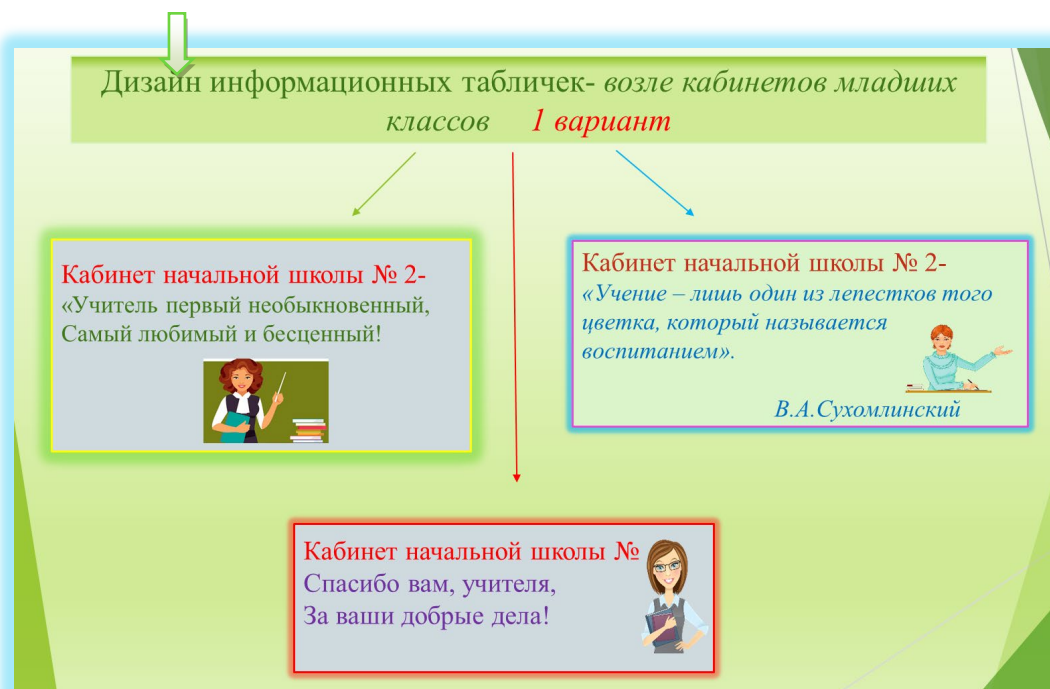 Дизайн информационных табличек- возле кабинетов младших
классов 1 вариант
Кабинет начальной школы № 2-
«Учитель первый необыкновенный,
Самый любимый и бесценный!
Кабинет начальной школы № 2-
«Учение – лишь один из лепестков того
цветка, который называется
воспитанием».
В.А.Сухомлинский
Кабинет начальной школы №
Спасибо вам, учителя,
За ваши добрые дела!